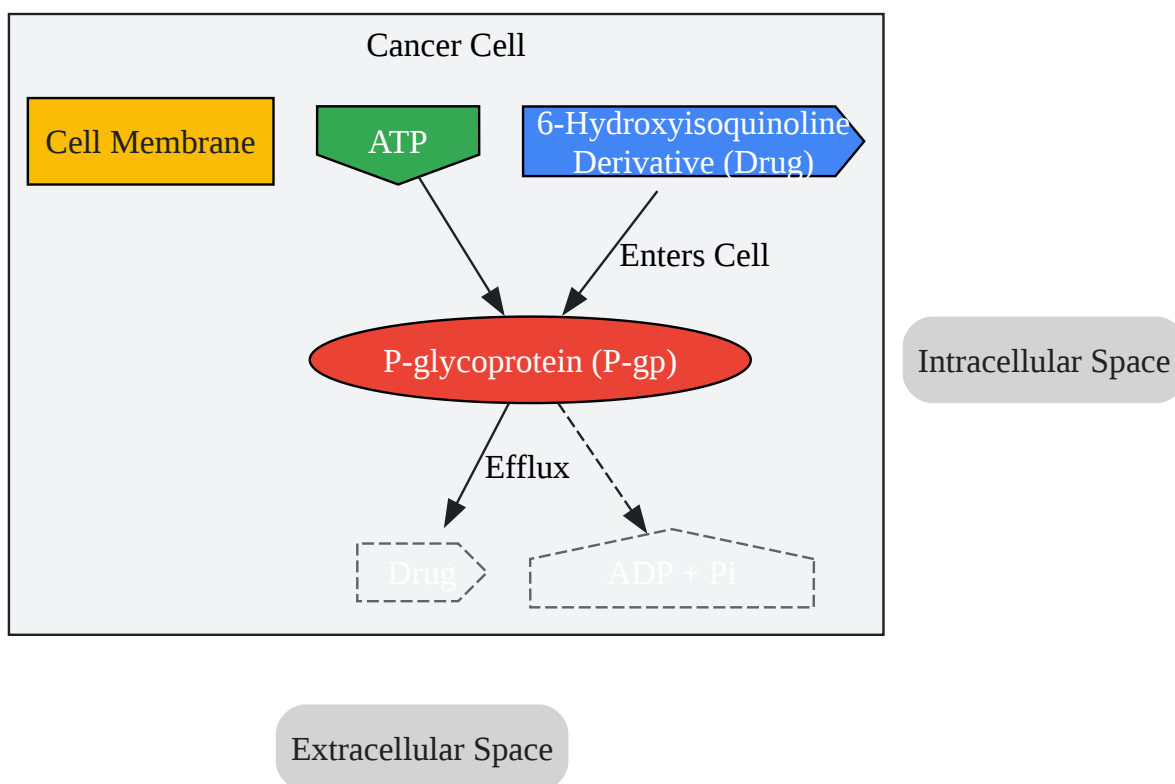 Cancer Cell
Cell Membrane
ATP
6-Hydroxyisoquinoline
Derivative (Drug)
Enters Cell
P-glycoprotein (P-gp)
Intracellular Space
Efflux
Drug
ADP + Pi
Extracellular Space